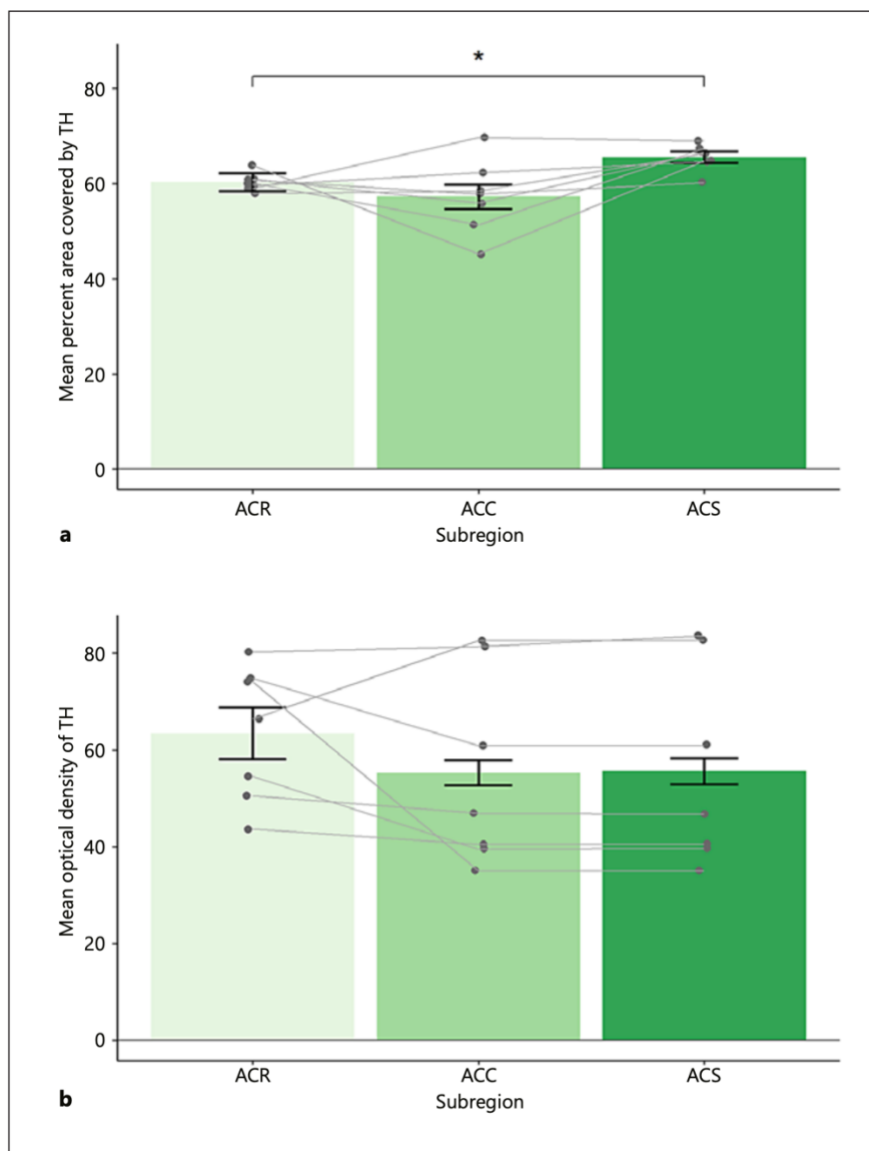 *
Mean percent area covered by TH
80
60
40
20
0
ACR ACC ACS
a
Subregion
Mean optical density of TH
80
60
40
20
0
ACR ACC ACS
b
Subregion